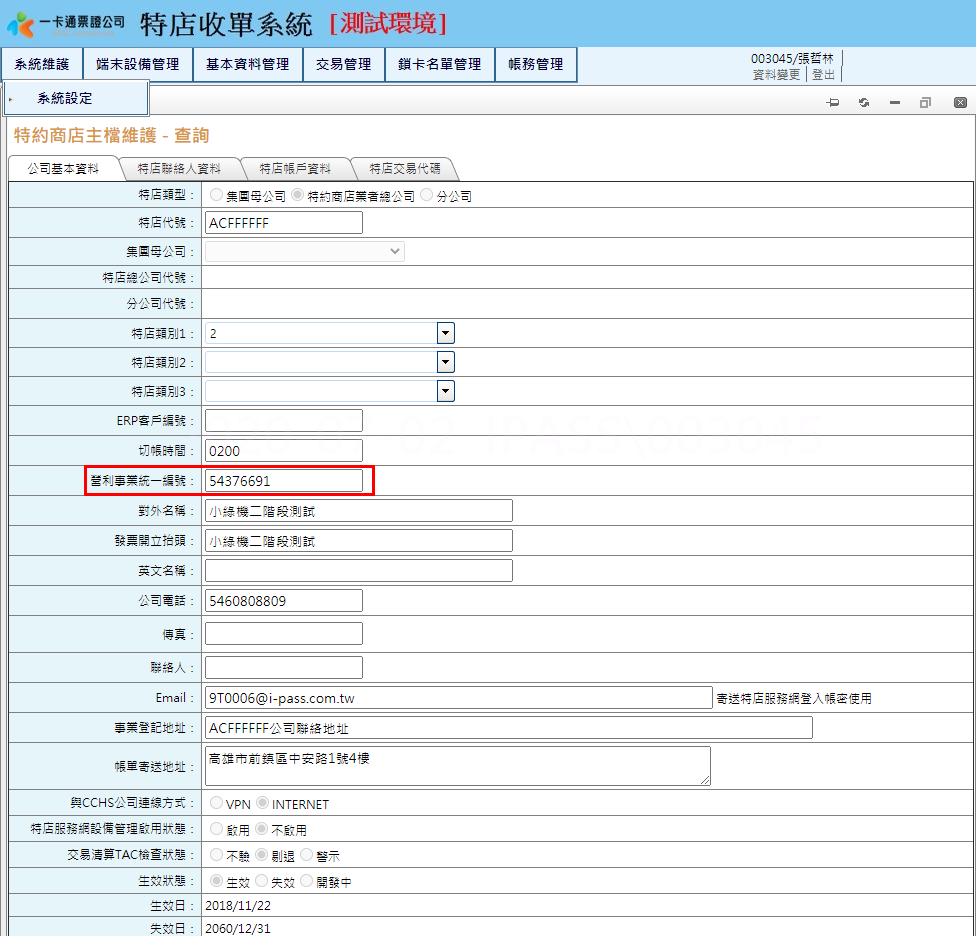 一卡通票證公司 特店收單系統 [測試環境]
系統維護 端末設備管理 基本資料管理 交易管理 鎖卡名單管理 帳務管理
003045/張哲林
資料變更 登出
系統設定
特約商店主檔維護 - 查詢
公司基本資料 特店聯絡人資料 特店帳戶資料 特店交易代碼
特店類型： 集團母公司 特約商店業者總公司 分公司
特店代號： ACFFFFFF
集團母公司：
特店總公司代號：
分公司代號：
特店類別1： 2
特店類別2：
特店類別3：
ERP客戶編號：
切帳時間： 0200
營利事業統一編號： 54376691
對外名稱： 小綠機二階段測試
發票開立抬頭： 小綠機二階段測試
英文名稱：
公司電話： 5460808809
傳真：
聯絡人：
Email： 9T0006@i-pass.com.tw 寄送特店服務網登入帳密使用
事業登記地址： ACFFFFFF公司聯絡地址
帳單寄送地址： 高雄市前鎮區中安路1號4樓
與CCHS公司連線方式： VPN INTERNET
特店服務網設備管理啟用狀態： 啟用 不啟用
交易清算TAC檢查狀態： 不驗 剔退 警示
生效狀態： 生效 失效 開發中
生效日： 2018/11/22
失效日： 2060/12/31